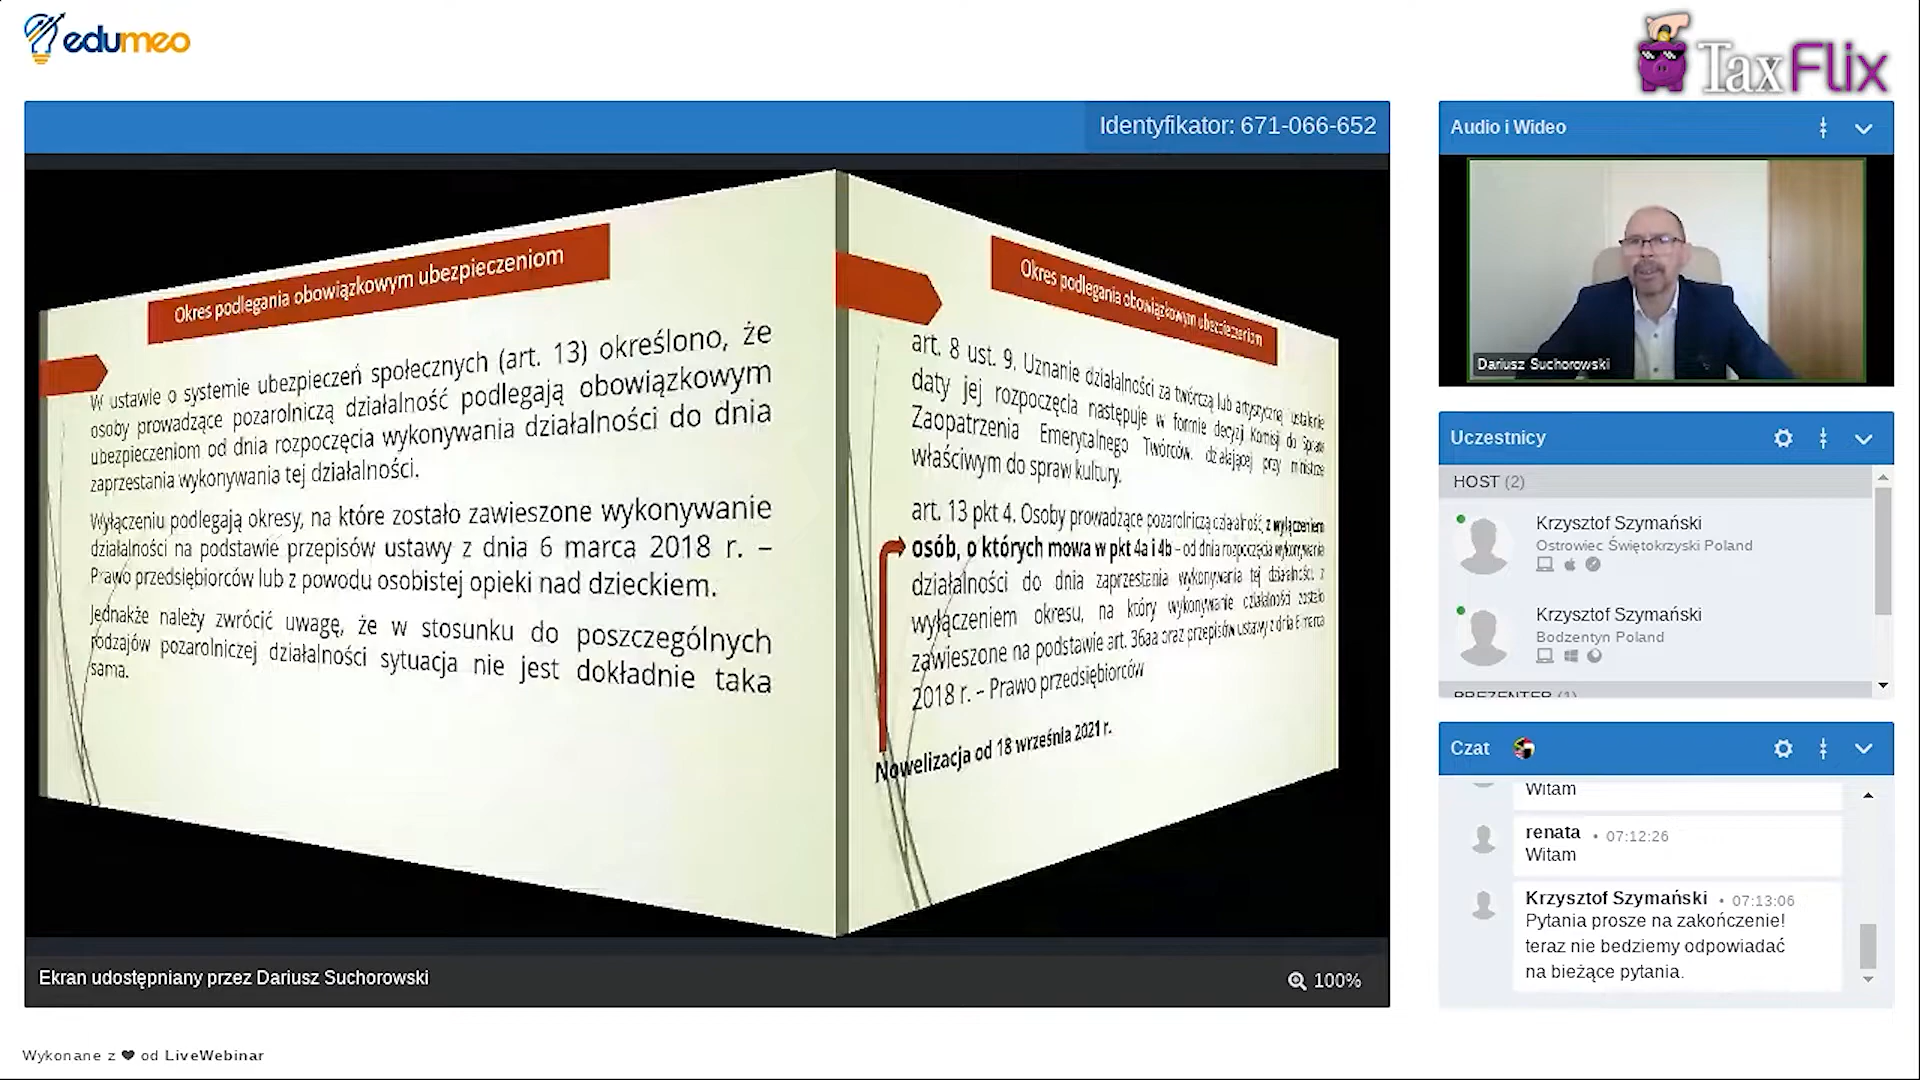 edumeo
TaxFlix
Identyfikator: 671-066-652
Okres podlegania obowiązkowym ubezpieczeniom
W ustawie o systemie ubezpieczeń społecznych (art. 13) określono, że
osoby prowadzące pozarolniczą działalność podlegają obowiązkowym
ubezpieczeniom od dnia rozpoczęcia wykonywania działalności do dnia
zaprzestania wykonywania tej działalności.
Wyłączeniu podlegają okresy, na które zostało zawieszone wykonywanie
działalności na podstawie przepisów ustawy z dnia 6 marca 2018 r. –
Prawo przedsiębiorców lub z powodu osobistej opieki nad dzieckiem.
Jednakże należy zwrócić uwagę, że w stosunku do poszczególnych
rodzajów pozarolniczej działalności sytuacja nie jest dokładnie taka
sama.
Okres podlegania obowiązkowym ubezpieczeniom
art. 8 ust. 9. Uznanie działalności za twórczą lub artystyczną ustalenie
daty jej rozpoczęcia następuje w formie decyzji Komisji do Spraw
Zaopatrzenia Emerytalnego Twórców, działającej przy ministrze
właściwym do spraw kultury.
art. 13 pkt 4. Osoby prowadzące pozarolniczą działalność, z wyłączeniem
osób, o których mowa w pkt 4a i 4b – od dnia rozpoczęcia wykonywania
działalności do dnia zaprzestania wykonywania tej działalności, z
wyłączeniem okresu, na który wykonywanie działalności zostało
zawieszone na podstawie art. 36aa oraz przepisów ustawy z dnia 6 marca
2018 r. – Prawo przedsiębiorców
Nowelizacja od 18 września 2021 r.
Ekran udostępniany przez Dariusz Suchorowski
100%
Audio i Wideo
Dariusz Suchorowski
Uczestnicy
HOST (2)
Krzysztof Szymański
Ostrowiec Świętokrzyski Poland
Krzysztof Szymański
Bodzentyn Poland
PREZENTER (1)
Czat
Witam
renata • 07:12:26
Witam
Krzysztof Szymański • 07:13:06
Pytania prosze na zakończenie!
teraz nie bedziemy odpowiadać
na bieżące pytania.
Wykonane z ❤ od LiveWebinar